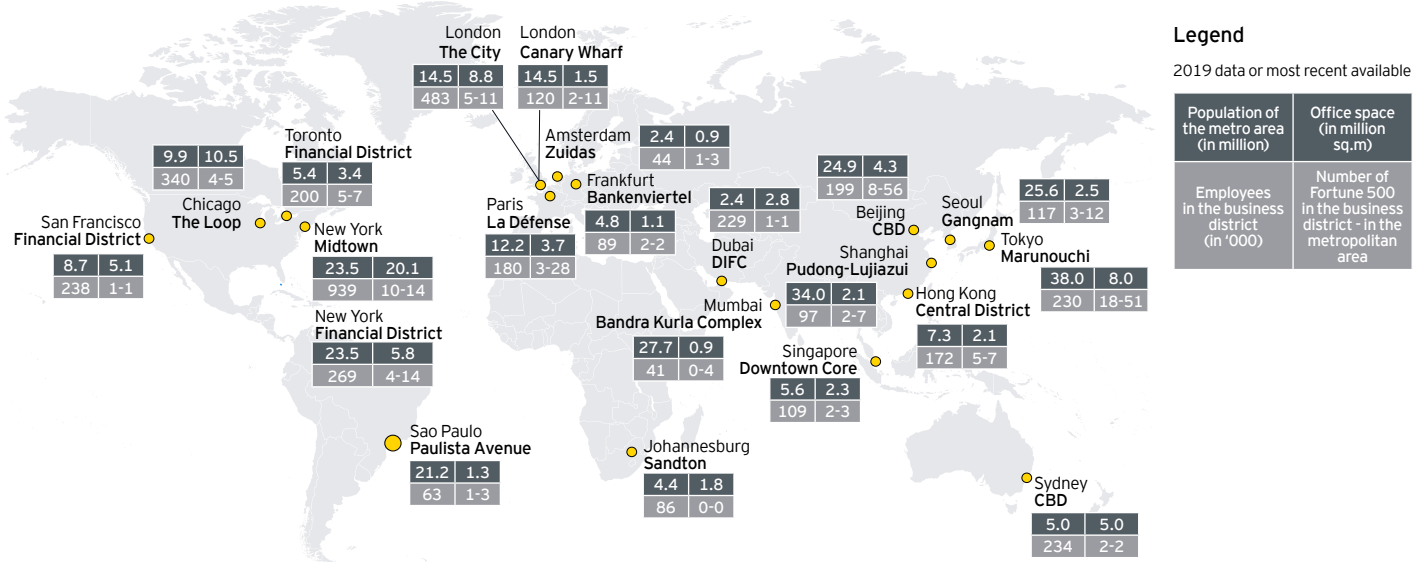 London
The City
14.5 8.8
483 5-11
London
Canary Wharf
14.5 1.5
120 2-11
Amsterdam
Zuidas
2.4 0.9
44 1-3
Frankfurt
Bankenviertel
4.8 1.1
89 2-2
Paris
La Défense
12.2 3.7
180 3-28
Toronto
Financial District
5.4 3.4
200 5-7
9.9 10.5
340 4-5
Chicago
The Loop
San Francisco
Financial District
8.7 5.1
238 1-1
New York
Midtown
23.5 20.1
939 10-14
New York
Financial District
23.5 5.8
269 4-14
Sao Paulo
Paulista Avenue
21.2 1.3
63 1-3
Johannesburg
Sandton
4.4 1.8
86 0-0
2.4 2.8
229 1-1
Dubai
DIFC
Mumbai
Bandra Kurla Complex
27.7 0.9
41 0-4
24.9 4.3
199 8-56
Beijing
CBD
Shanghai
Pudong-Lujiazui
34.0 2.1
97 2-7
Seoul
Gangnam
25.6 2.5
117 3-12
Tokyo
Marunouchi
38.0 8.0
230 18-51
Hong Kong
Central District
7.3 2.1
172 5-7
Singapore
Downtown Core
5.6 2.3
109 2-3
Sydney
CBD
5.0 5.0
234 2-2
Legend
2019 data or most recent available
Population of
the metro area
(in million)
Office space
(in million
sq.m)
Employees
in the business
district
(in ‘000)
Number of
Fortune 500
in the business
district - in the
metropolitan
area